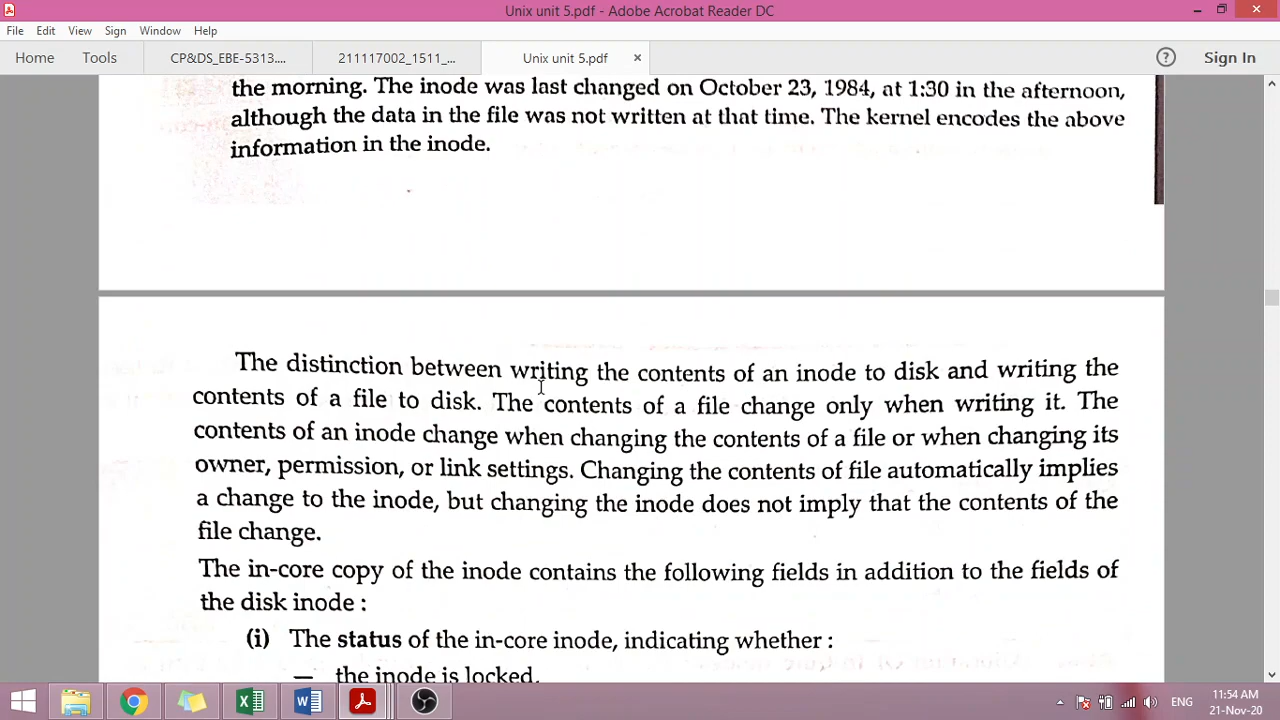 Unix unit 5.pdf - Adobe Acrobat Reader DC
File Edit View Sign Window Help
Home Tools CP&DS_EBE-5313.... 211117002_1511_... Unix unit 5.pdf × ? Sign In
the morning. The inode was last changed on October 23, 1984, at 1:30 in the afternoon,
although the data in the file was not written at that time. The kernel encodes the above
information in the inode.
The distinction between writing the contents of an inode to disk and writing the
contents of a file to disk. The contents of a file change only when writing it. The
contents of an inode change when changing the contents of a file or when changing its
owner, permission, or link settings. Changing the contents of file automatically implies
a change to the inode, but changing the inode does not imply that the contents of the
file change.
The in-core copy of the inode contains the following fields in addition to the fields of
the disk inode :
(i) The status of the in-core inode, indicating whether :
— the inode is locked,
ENG
11:54 AM
21-Nov-20